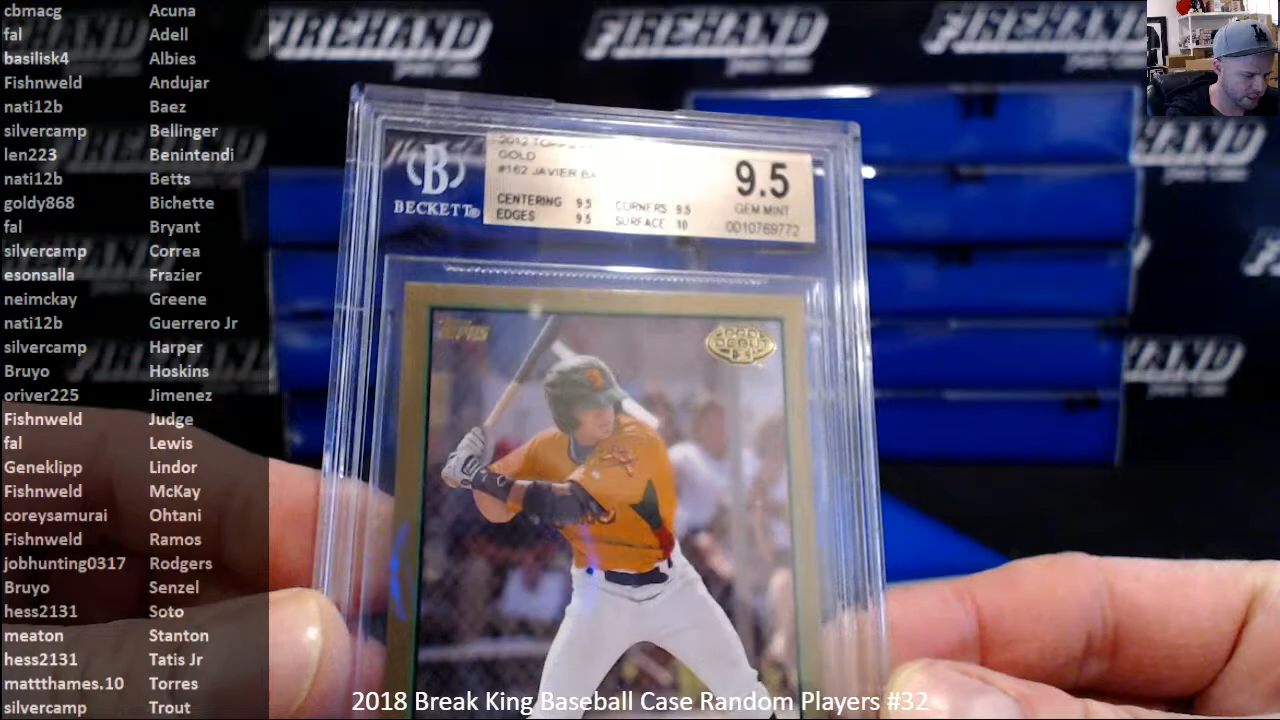 cbmacg Acuna
fal Adell
basilisk4 Albies
Fishnweld Andujar
nati12b Baez
silvercamp Bellinger
len223 Benintendi
nati12b Betts
goldy868 Bichette
fal Bryant
silvercamp Correa
esonsalla Frazier
neimckay Greene
nati12b Guerrero Jr
silvercamp Harper
Bruyo Hoskins
oriver225 Jimenez
Fishnweld Judge
fal Lewis
Geneklipp Lindor
Fishnweld McKay
coreysamurai Ohtani
Fishnweld Ramos
jobhunting0317 Rodgers
Bruyo Senzel
hess2131 Soto
meaton Stanton
hess2131 Tatis Jr
mattthames.10 Torres
silvercamp Trout
FIREHAND FIREHAND FIREHAND
B
BECKETT
2012 TOPPS
GOLD
#162 JAVIER BA
CENTERING 9.5 CORNERS 9.5
EDGES 9.5 SURFACE 10
9.5
GEM MINT
0010769772
TOPPS
PRO DEBUT
2018 Break King Baseball Case Random Players #32